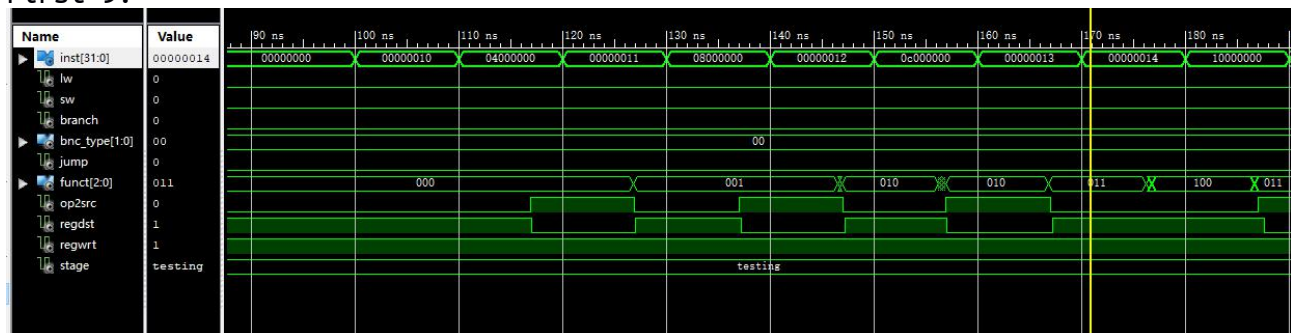 Name Value 90 ns 100 ns 110 ns 120 ns 130 ns 140 ns 150 ns 160 ns 170 ns 180 ns
inst[31:0] 00000014 00000000 00000010 04000000 00000011 08000000 00000012 0c000000 00000013 00000014 10000000
lw 0
sw 0
branch 0
bnc_type[1:0] 00 00
jump 0
funct[2:0] 011 000 001 010 010 011 100 011
op2src 0
regdst 1
regwrt 1
stage testing testing